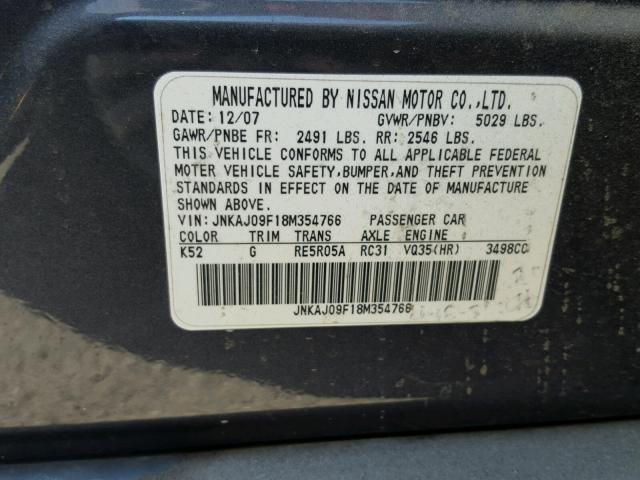 MANUFACTURED BY NISSAN MOTOR CO.,LTD.
DATE: 12/07 GVWR/PNBV: 5029 LBS.
GAWR/PNBE FR: 2491 LBS. RR: 2546 LBS.
THIS VEHICLE CONFORMS TO ALL APPLICABLE FEDERAL
MOTOR VEHICLE SAFETY,BUMPER,AND THEFT PREVENTION
STANDARDS IN EFFECT ON THE DATE OF MANUFACTURE
SHOWN ABOVE.
VIN: JNKAJ09F18M354766 PASSENGER CAR
COLOR TRIM TRANS AXLE ENGINE
K52 G RE5R05A RC31 VQ35(HR) 3498CC
JNKAJ09F18M354766